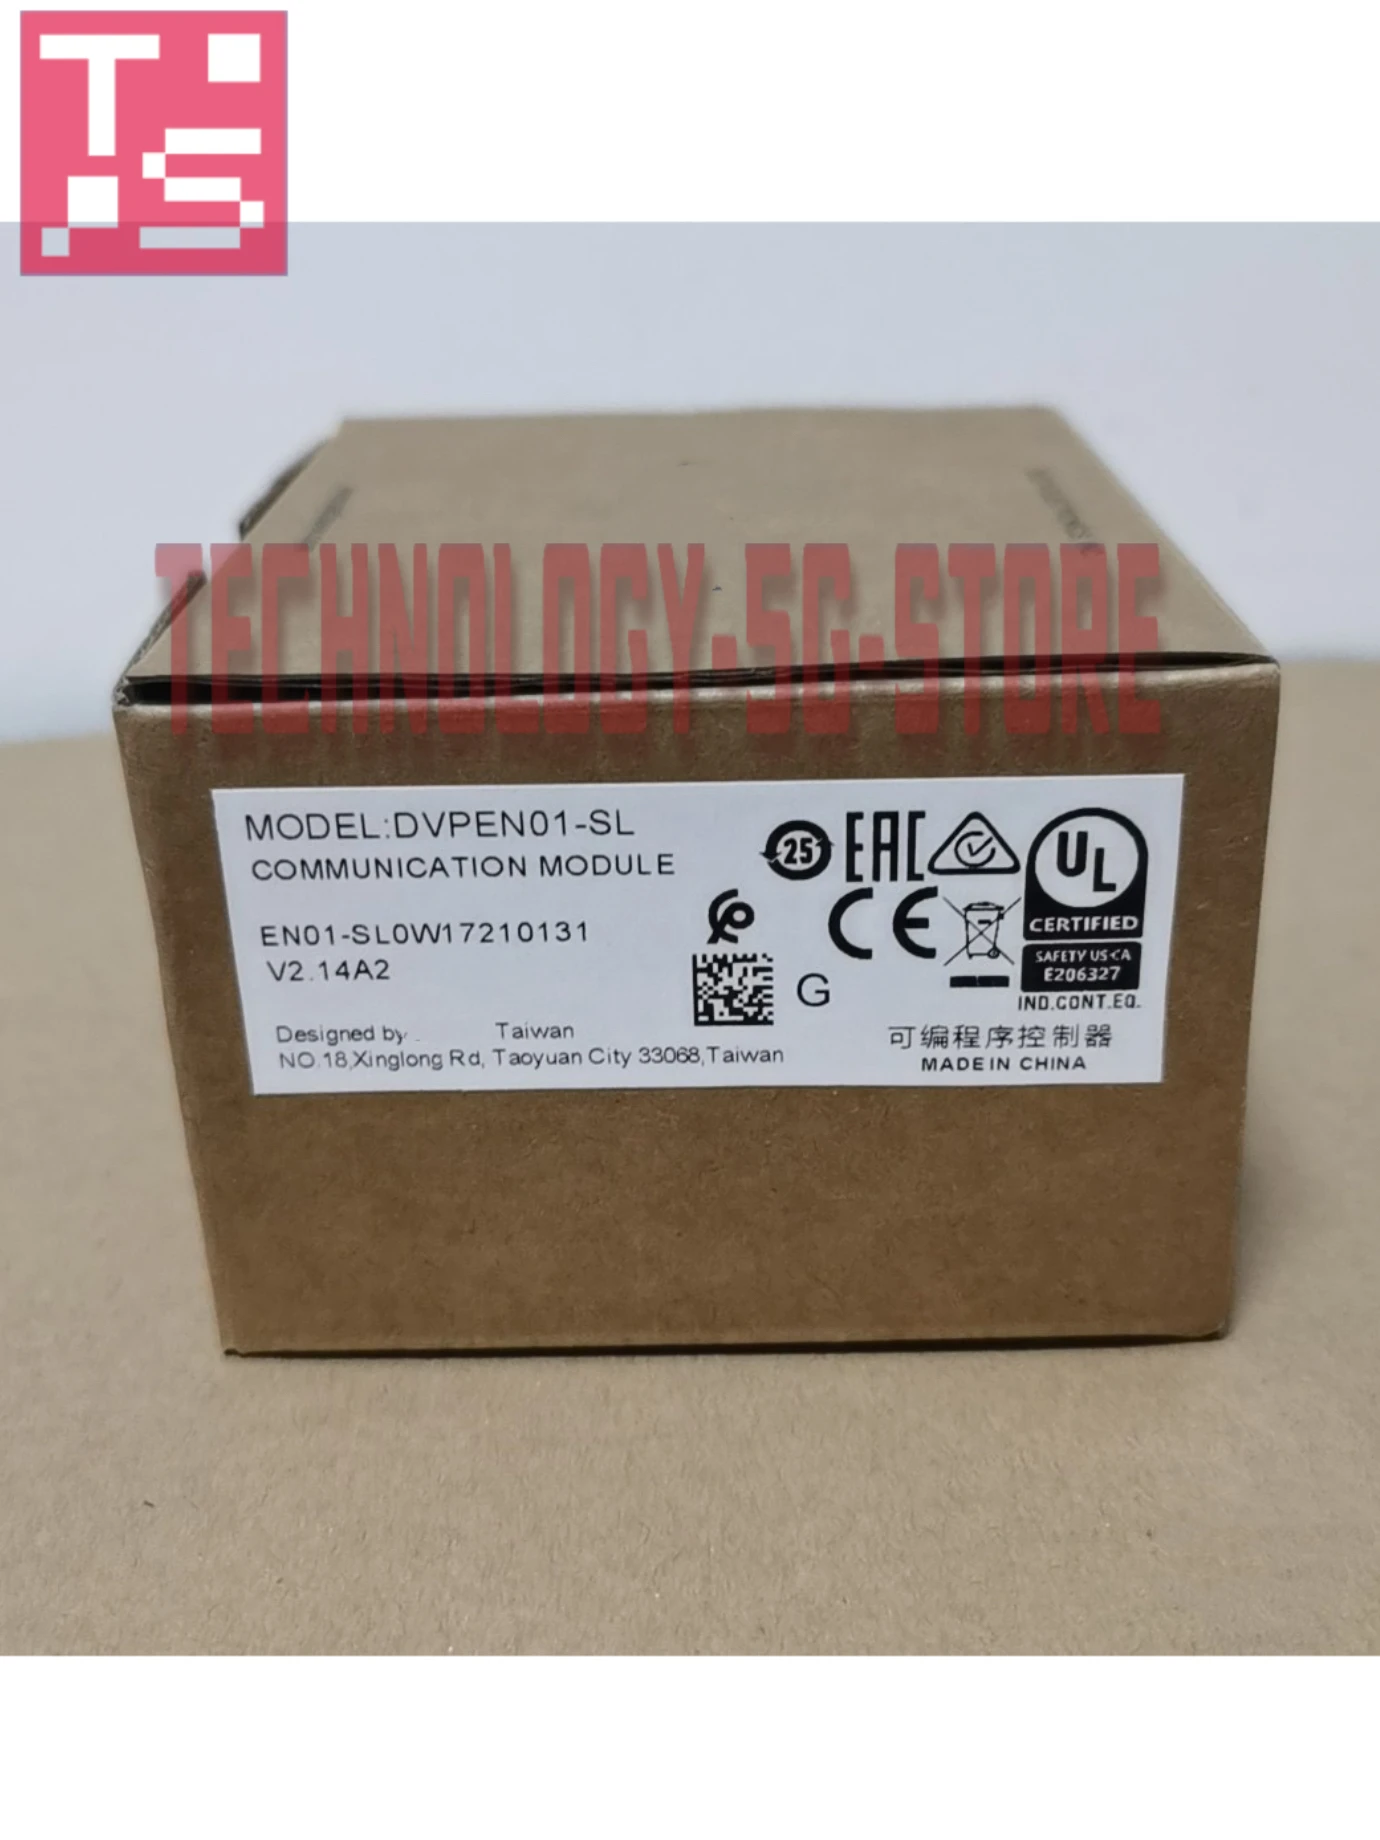 TECHNOLOGY-5G-STORE
MODEL:DVPEN01-SL
COMMUNICATION MODULE
EN01-SL0W17210131
V2.14A2
Designed by Taiwan
NO.18,Xinglong Rd, Taoyuan City 33068,Taiwan
25
EAC
CE
G
UL
CERTIFIED
SAFETY US CA
E206327
IND.CONT.EQ.
可编程序控制器
MADE IN CHINA